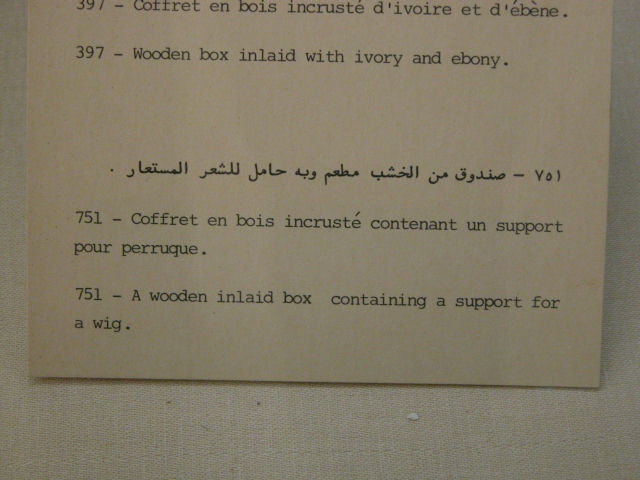 397 - Coffret en bois incrusté d'ivoire et d'ébène.
397 - Wooden box inlaid with ivory and ebony.
٧٥١ - صندوق من الخشب مطعم وبه حامل للشعر المستعار .
751 - Coffret en bois incrusté contenant un support
pour perruque.
751 - A wooden inlaid box containing a support for
a wig.